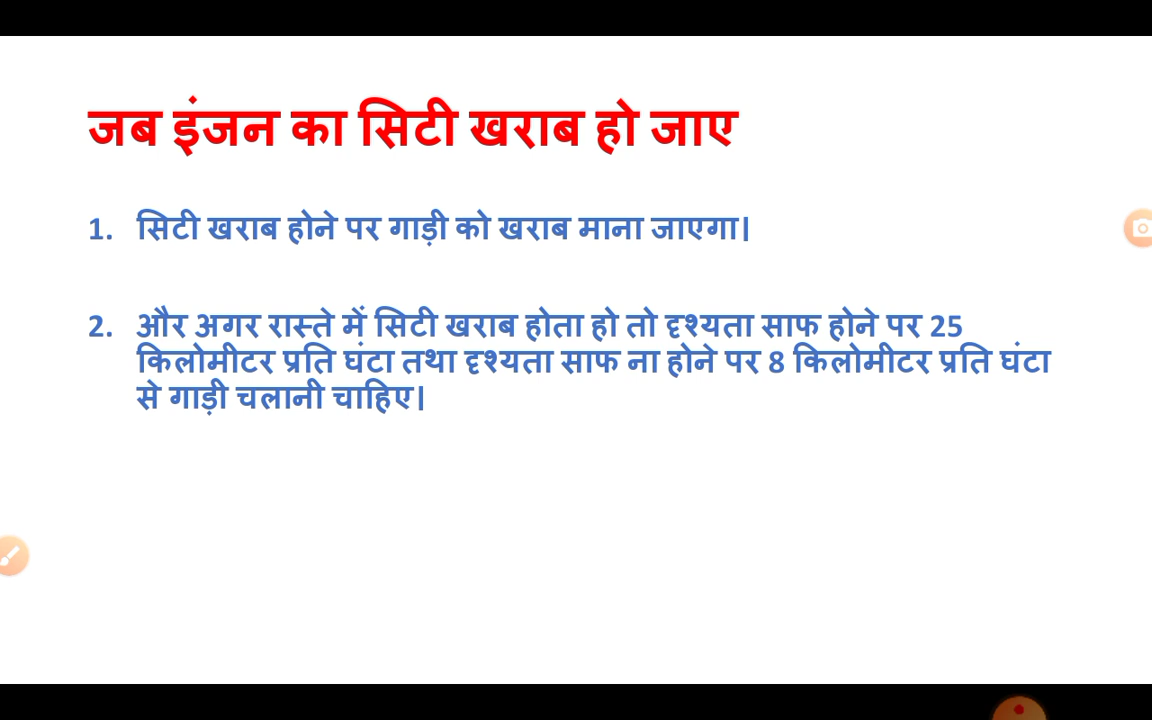 जब इंजन का सिटी खराब हो जाए
1. सिटी खराब होने पर गाड़ी को खराब माना जाएगा।
2. और अगर रास्ते में सिटी खराब होता हो तो दृश्यता साफ होने पर 25
किलोमीटर प्रति घंटा तथा दृश्यता साफ ना होने पर 8 किलोमीटर प्रति घंटा
से गाड़ी चलानी चाहिए।